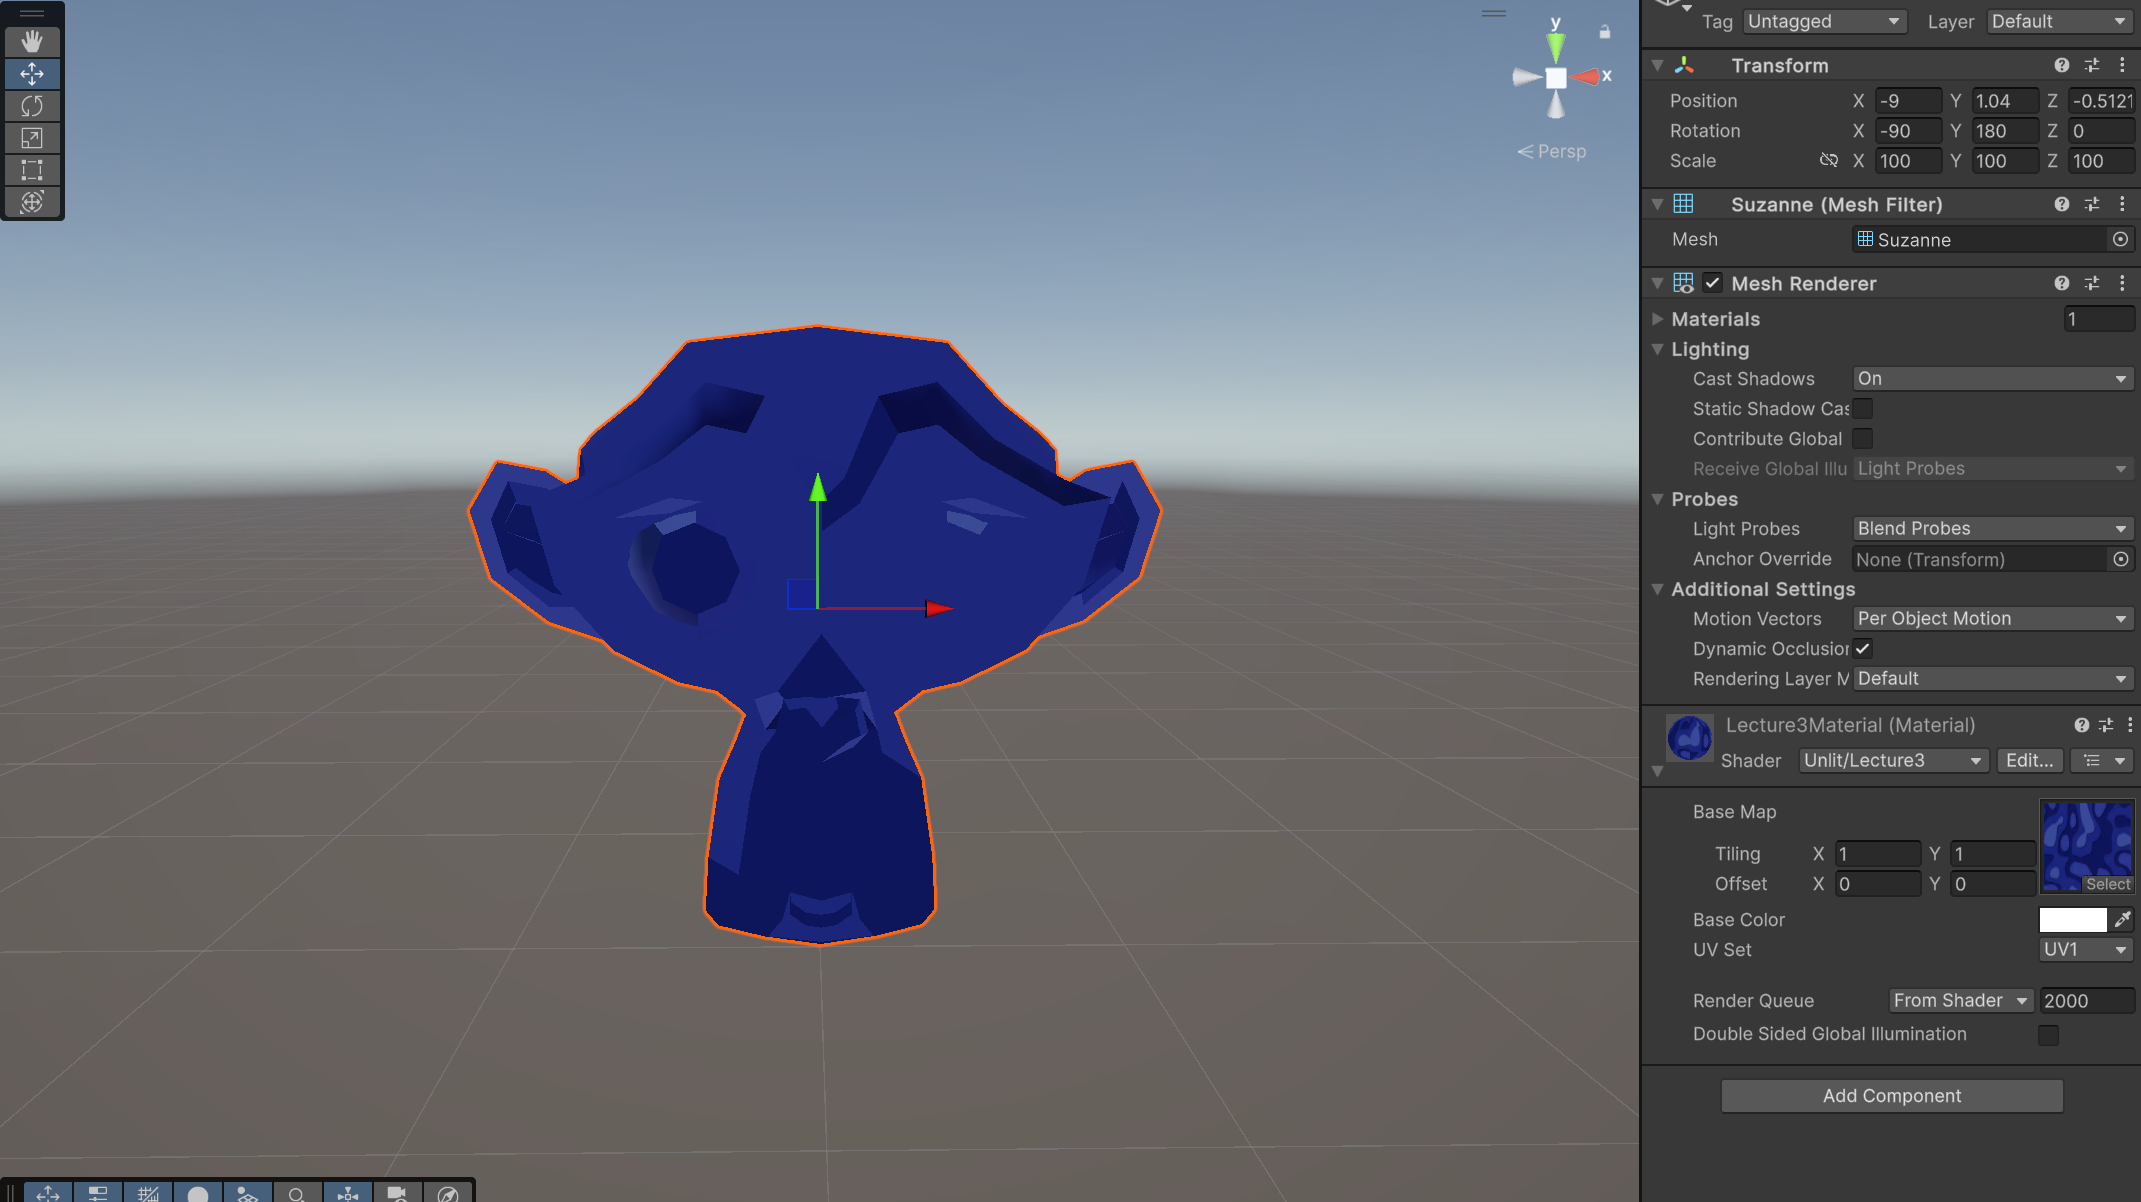 y
x
Persp
Tag Untagged Layer Default
Transform
Position X -9 Y 1.04 Z -0.5121
Rotation X -90 Y 180 Z 0
Scale X 100 Y 100 Z 100
Suzanne (Mesh Filter)
Mesh Suzanne
Mesh Renderer
Materials 1
Lighting
Cast Shadows On
Static Shadow Cas
Contribute Global
Receive Global Illu Light Probes
Probes
Light Probes Blend Probes
Anchor Override None (Transform)
Additional Settings
Motion Vectors Per Object Motion
Dynamic Occlusion
Rendering Layer M Default
Lecture3Material (Material)
Shader Unlit/Lecture3 Edit...
Base Map
Tiling X 1 Y 1
Offset X 0 Y 0
Select
Base Color
UV Set UV1
Render Queue From Shader 2000
Double Sided Global Illumination
Add Component